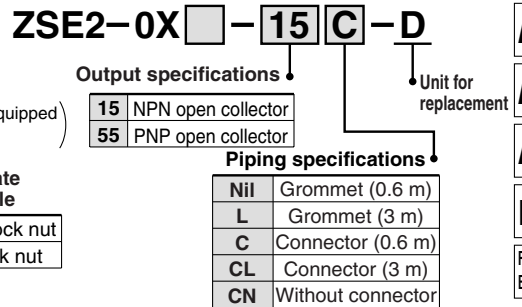 ZSE2-0X□-15C-D
Output specifications
15 NPN open collector
55 PNP open collector
Unit for
replacement
Piping specifications
Nil Grommet (0.6 m)
L Grommet (3 m)
C Connector (0.6 m)
CL Connector (3 m)
CN Without connector